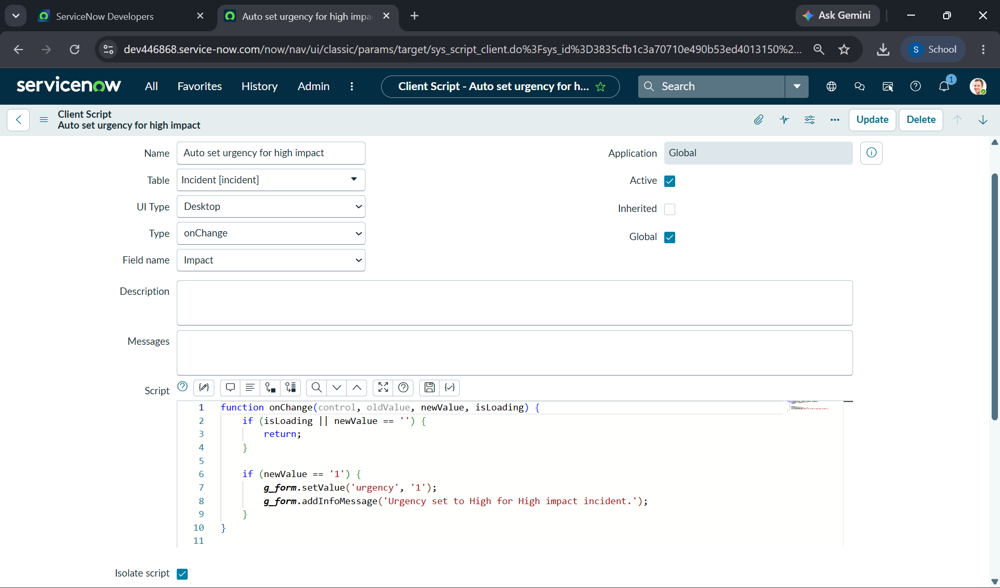 ServiceNow Developers
Auto set urgency for high impa
Ask Gemini
dev446868.service-now.com/now/nav/ui/classic/params/target/sys_script_client.do%3Fsys_id%3D3835cfb1c3a70710e490b53ed4013150%2...
S School
servicenow
All
Favorites
History
Admin
Client Script - Auto set urgency for h...
Search
1
Client Script
Auto set urgency for high impact
Update
Delete
Name Auto set urgency for high impact
Application Global
Table Incident [incident]
Active
UI Type Desktop
Inherited
Type onChange
Global
Field name Impact
Description
Messages
Script
1 function onChange(control, oldValue, newValue, isLoading) {
2 if (isLoading || newValue == '') {
3 return;
4 }
5
6 if (newValue == '1') {
7 g_form.setValue('urgency', '1');
8 g_form.addInfoMessage('Urgency set to High for High impact incident.');
9 }
10 }
11
Isolate script